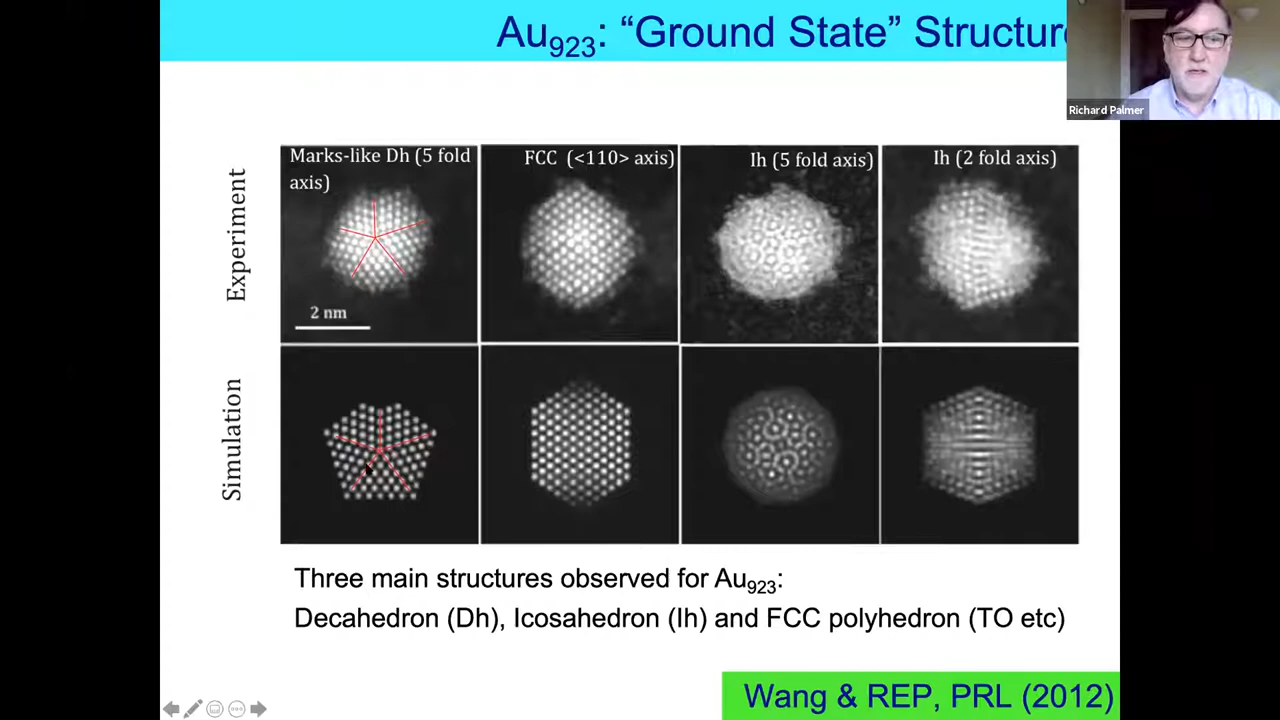 Au923: “Ground State” Structur
Richard Palmer
Marks-like Dh (5 fold
axis)
FCC (<110> axis)
Ih (5 fold axis)
Ih (2 fold axis)
Experiment
2 nm
Simulation
Three main structures observed for Au923:
Decahedron (Dh), Icosahedron (Ih) and FCC polyhedron (TO etc)
Wang & REP, PRL (2012)